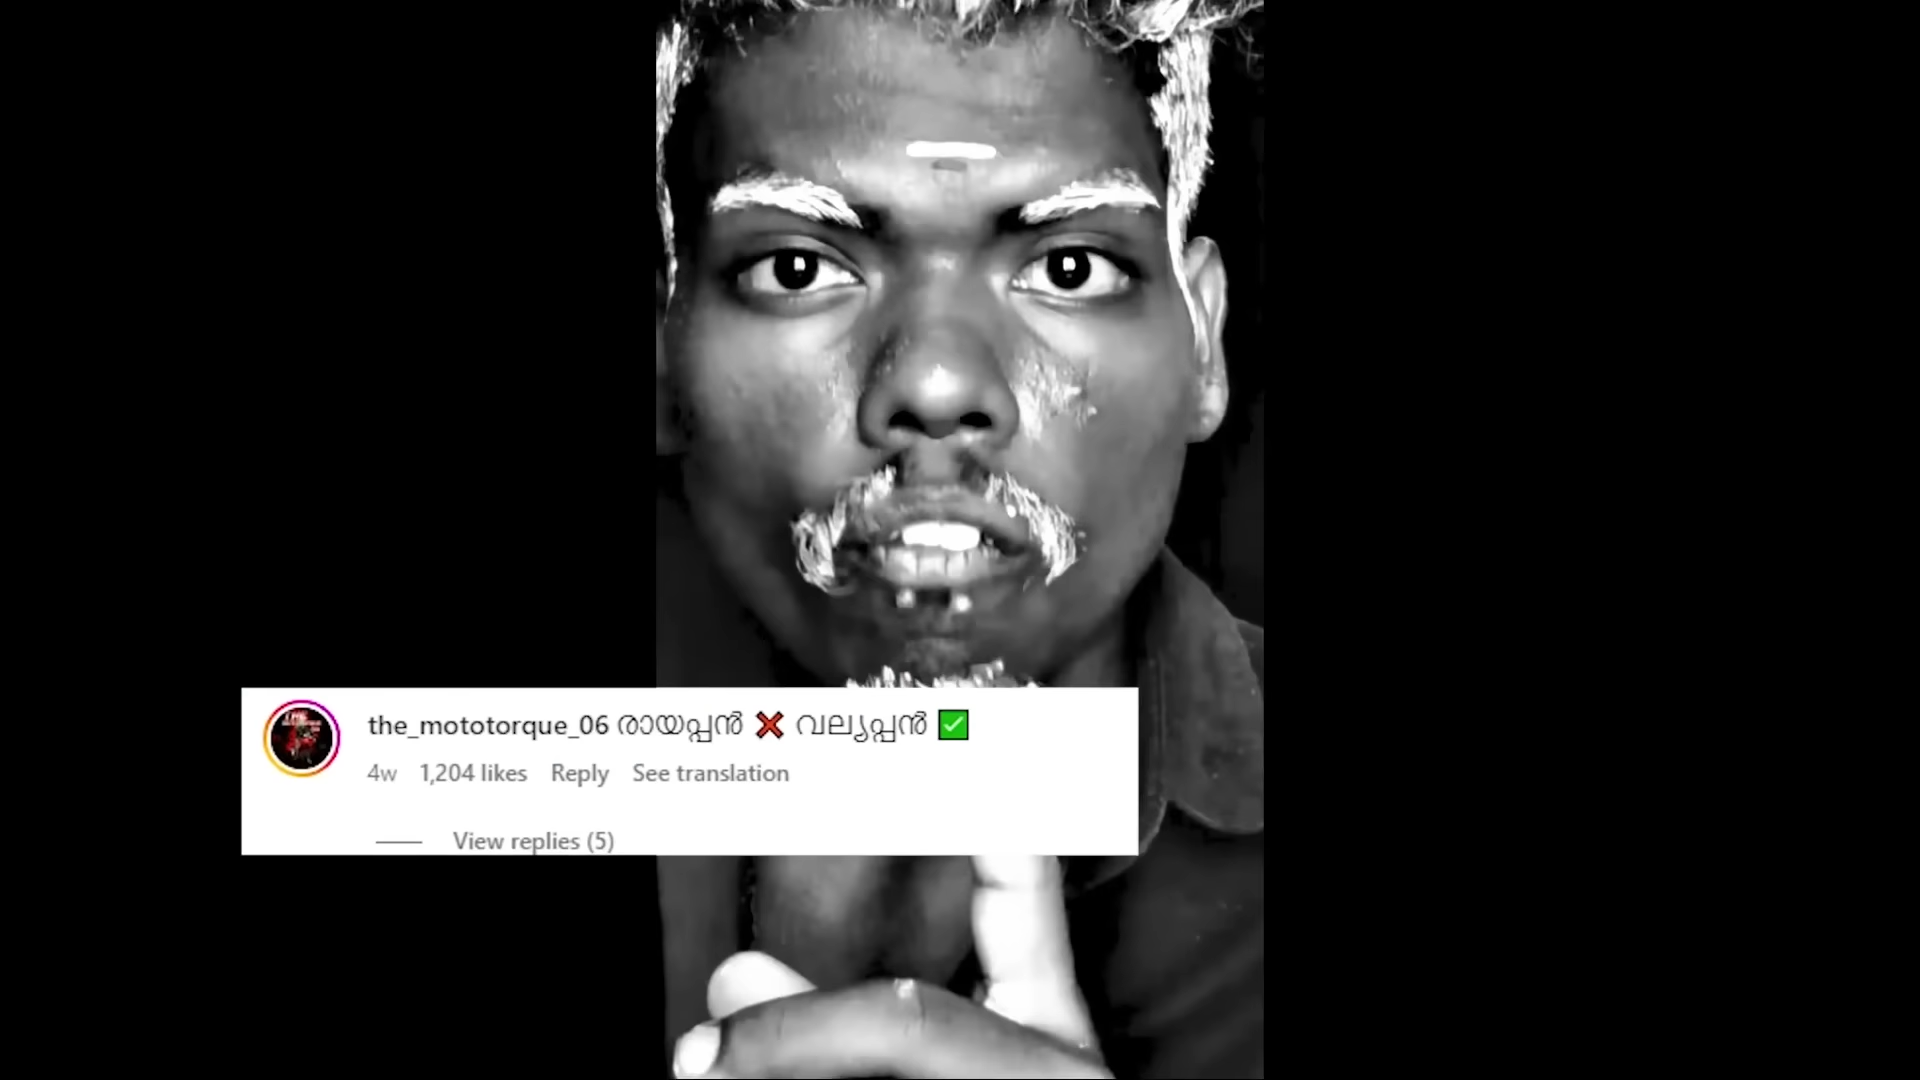 the_mototorque_06 രായപ്പൻ ❌ വല്യപ്പൻ ✅
4w 1,204 likes Reply See translation
View replies (5)